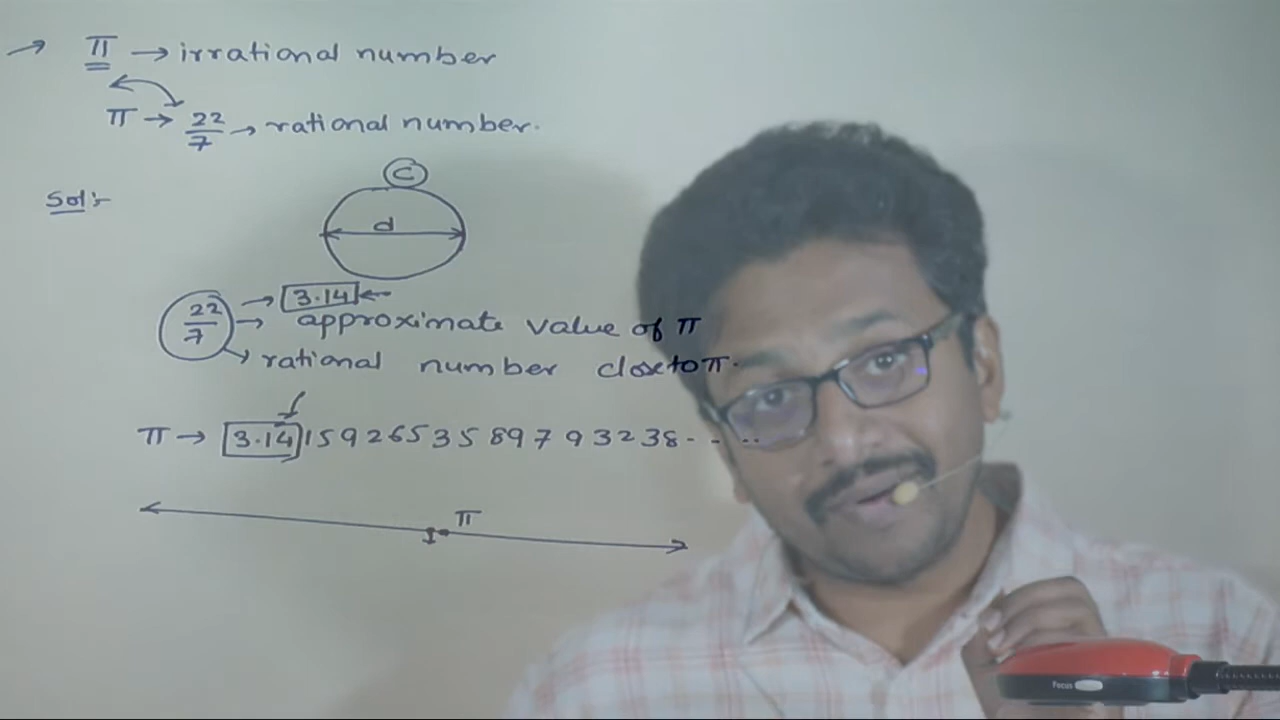 → π → irrational number
π → 22/7 → rational number.
Sol:-
C
d
22/7 → 3.14 ←
→ approximate value of π
→ rational number close to π.
π → 3.14159265358979323 8- - --
π
Focus